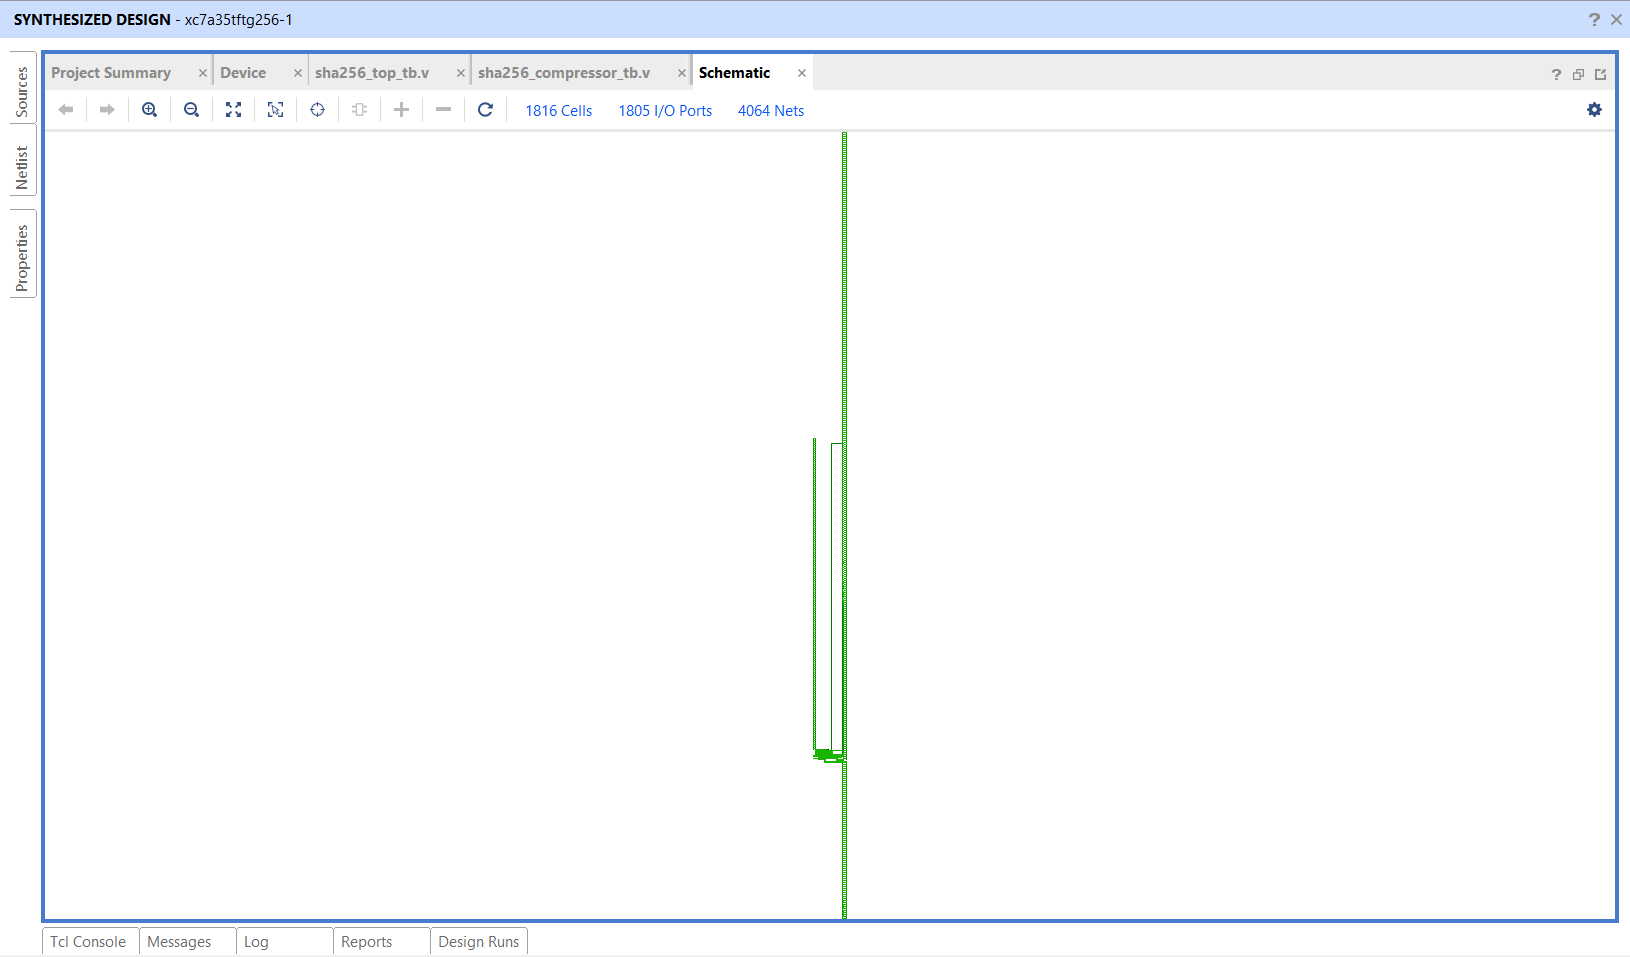 SYNTHESIZED DESIGN - xc7a35tftg256-1
? ×
Sources
Netlist
Properties
Project Summary × Device × sha256_top_tb.v × sha256_compressor_tb.v × Schematic ×
?
1816 Cells 1805 I/O Ports 4064 Nets
Tcl Console Messages Log Reports Design Runs